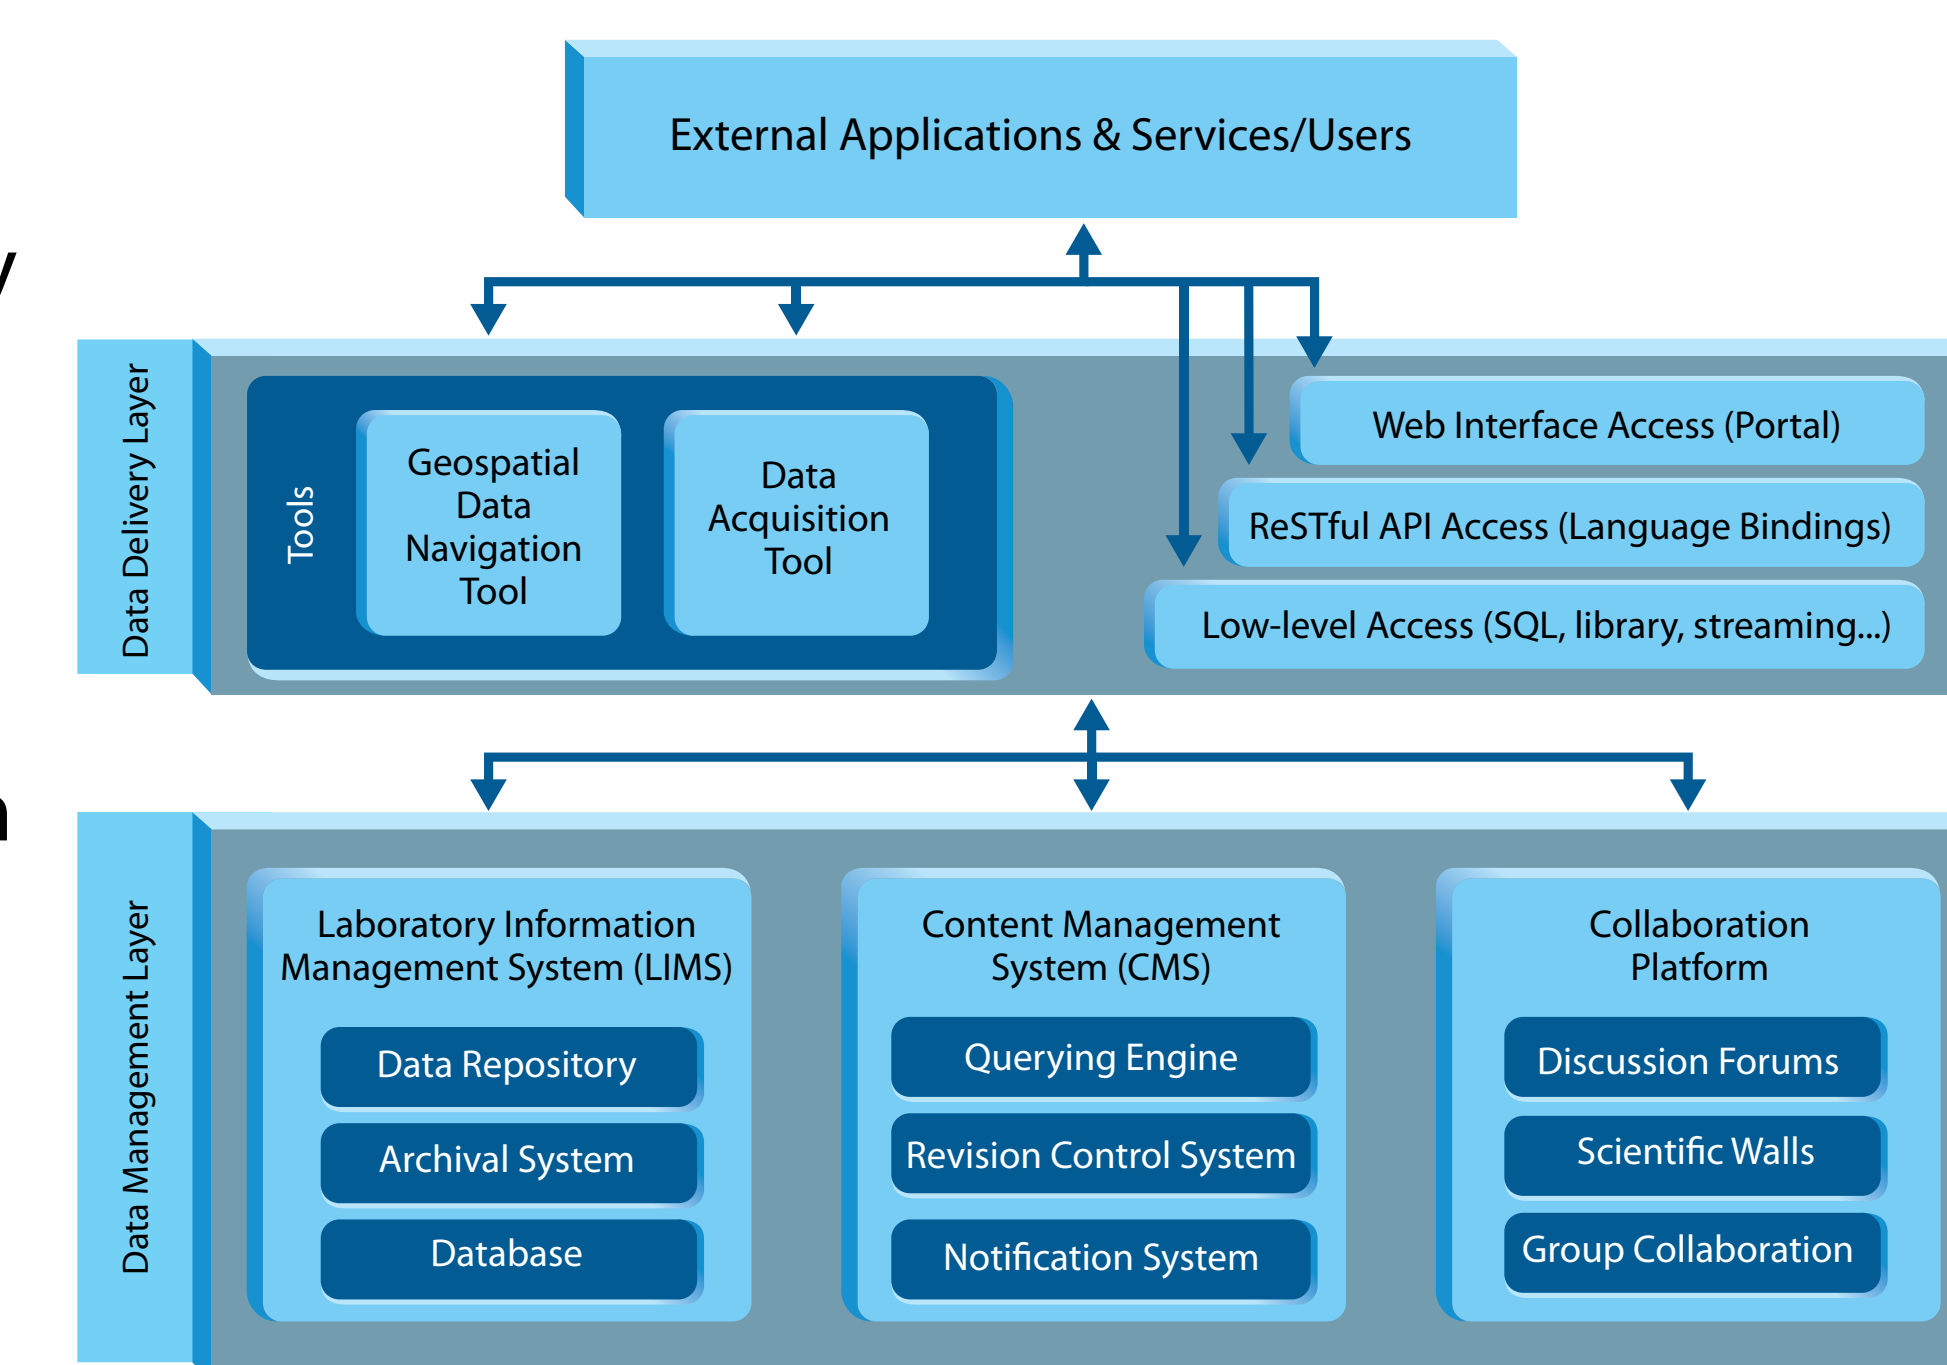 External Applications & Services/Users
y
Data Delivery Layer
Tools
Geospatial
Data
Navigation
Tool
Data
Acquisition
Tool
Web Interface Access (Portal)
ReSTful API Access (Language Bindings)
Low-level Access (SQL, library, streaming...)
n
Data Management Layer
Laboratory Information
Management System (LIMS)
Data Repository
Archival System
Database
Content Management
System (CMS)
Querying Engine
Revision Control System
Notification System
Collaboration
Platform
Discussion Forums
Scientific Walls
Group Collaboration